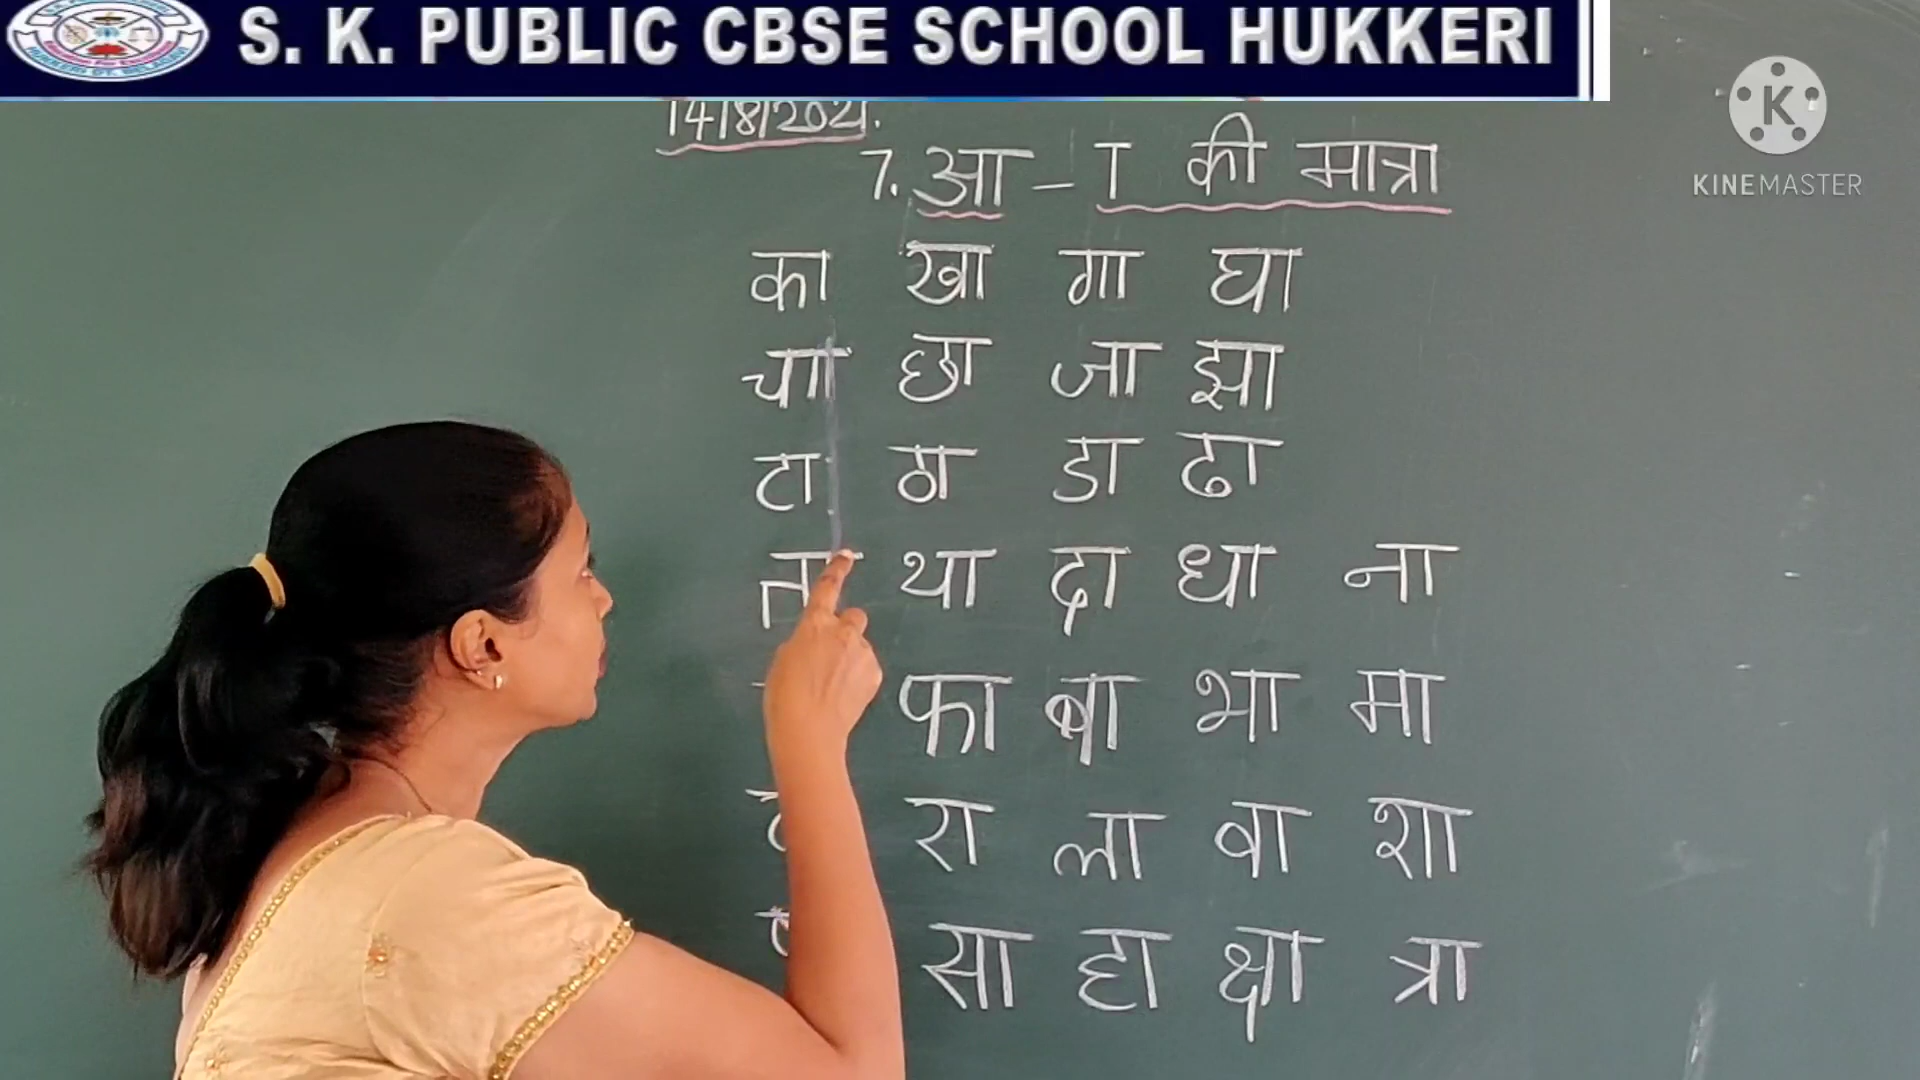 S. K. PUBLIC CBSE SCHOOL HUKKERI
K
KINEMASTER
14/8/2021.
7. आ – ा की मात्रा
का खा गा घा
चा छा जा झा
टा ठा डा ढा
ता था दा धा ना
फा बा भा मा
रा ला वा शा
सा हा क्षा त्रा